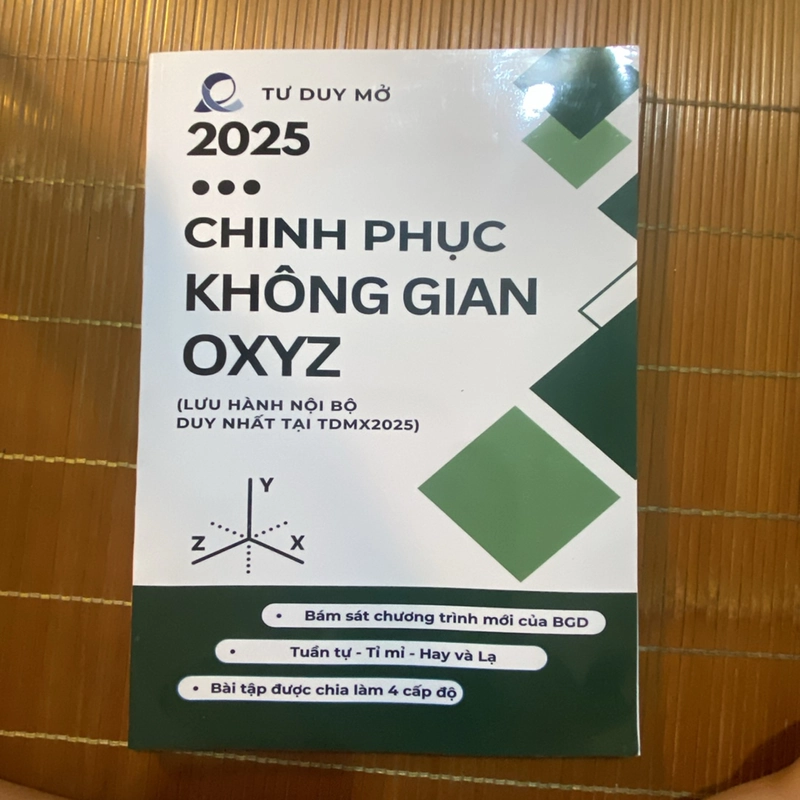 TƯ DUY MỞ
2025
CHINH PHỤC
KHÔNG GIAN
OXYZ
(LƯU HÀNH NỘI BỘ
DUY NHẤT TẠI TDMX2025)
Y
Z
X
• Bám sát chương trình mới của BGD
• Tuần tự - Tỉ mỉ - Hay và Lạ
• Bài tập được chia làm 4 cấp độ